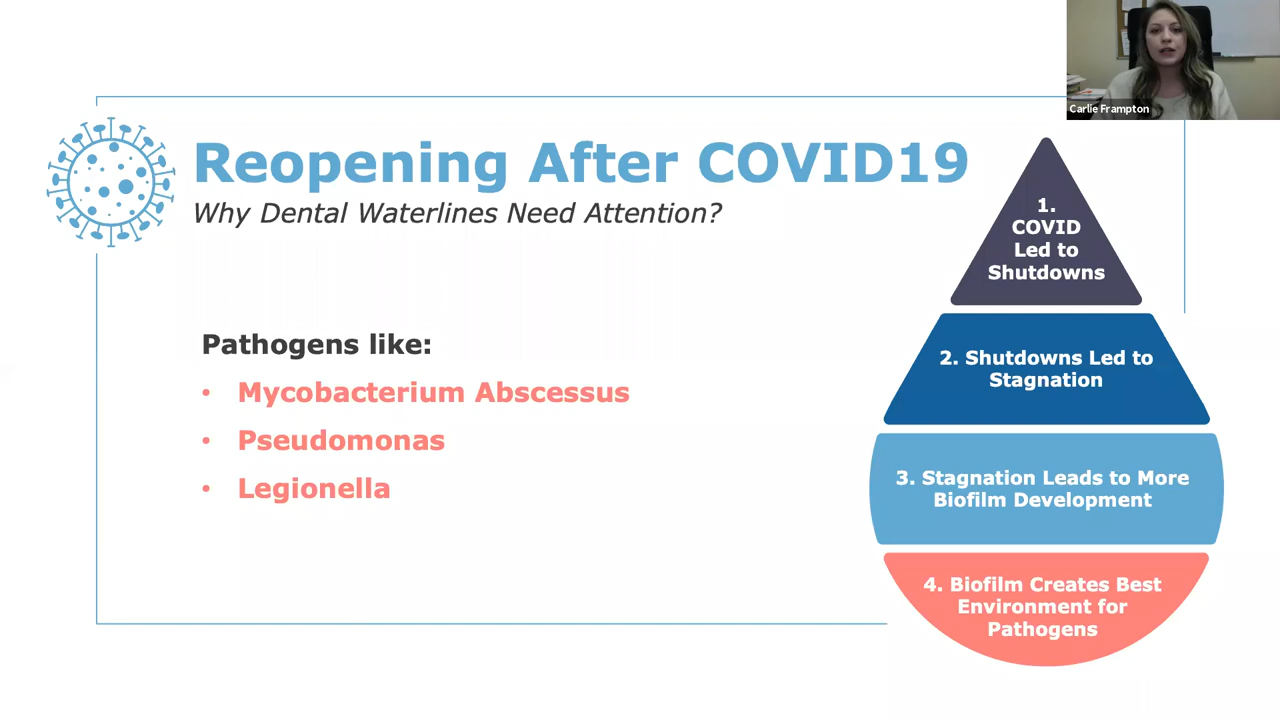 Carlie Frampton
Reopening After COVID19
Why Dental Waterlines Need Attention?
Pathogens like:
• Mycobacterium Abscessus
• Pseudomonas
• Legionella
1.
COVID
Led to
Shutdowns
2. Shutdowns Led to
Stagnation
3. Stagnation Leads to More
Biofilm Development
4. Biofilm Creates Best
Environment for
Pathogens